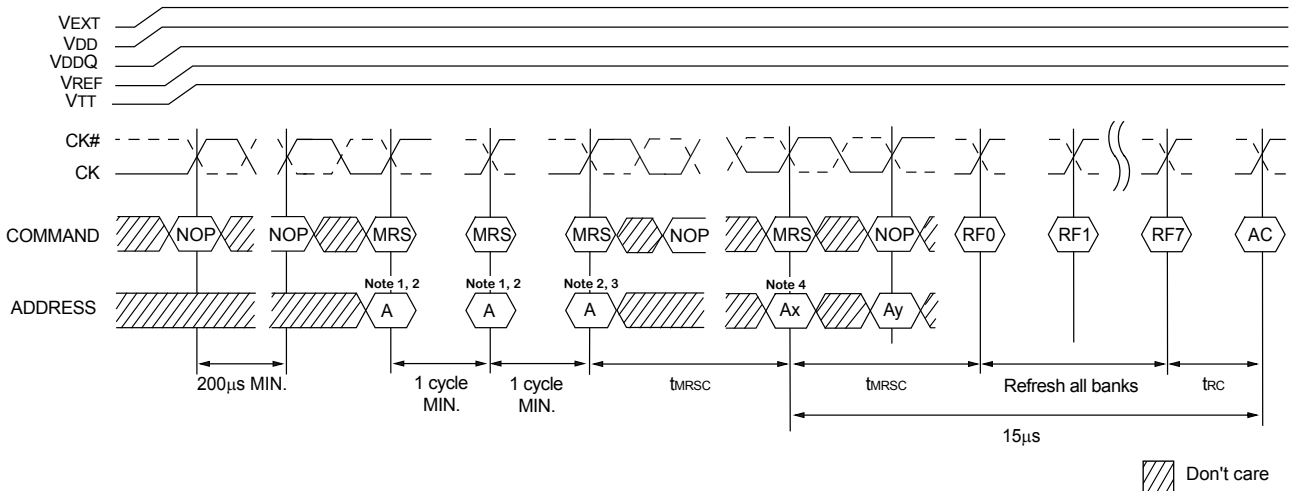 VEXT
VDD
VDDQ
VREF
VTT
CK#
CK
COMMAND NOP NOP MRS MRS MRS NOP MRS NOP RF0 RF1 RF7 AC
Note 1, 2 Note 1, 2 Note 2, 3 Note 4
ADDRESS A A A Ax Ay
200μs MIN. 1 cycle MIN. 1 cycle MIN. tMRSC tMRSC Refresh all banks tRC
15μs
Don't care